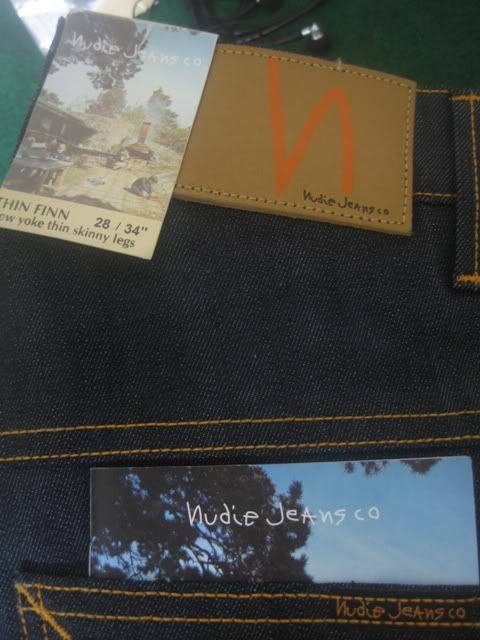 Nudie Jeans co
THIN FINN
ow yoke thin skinny legs
28 / 34"
n
Nudie Jeans co
Nudie Jeans co
Nudie Jeans co